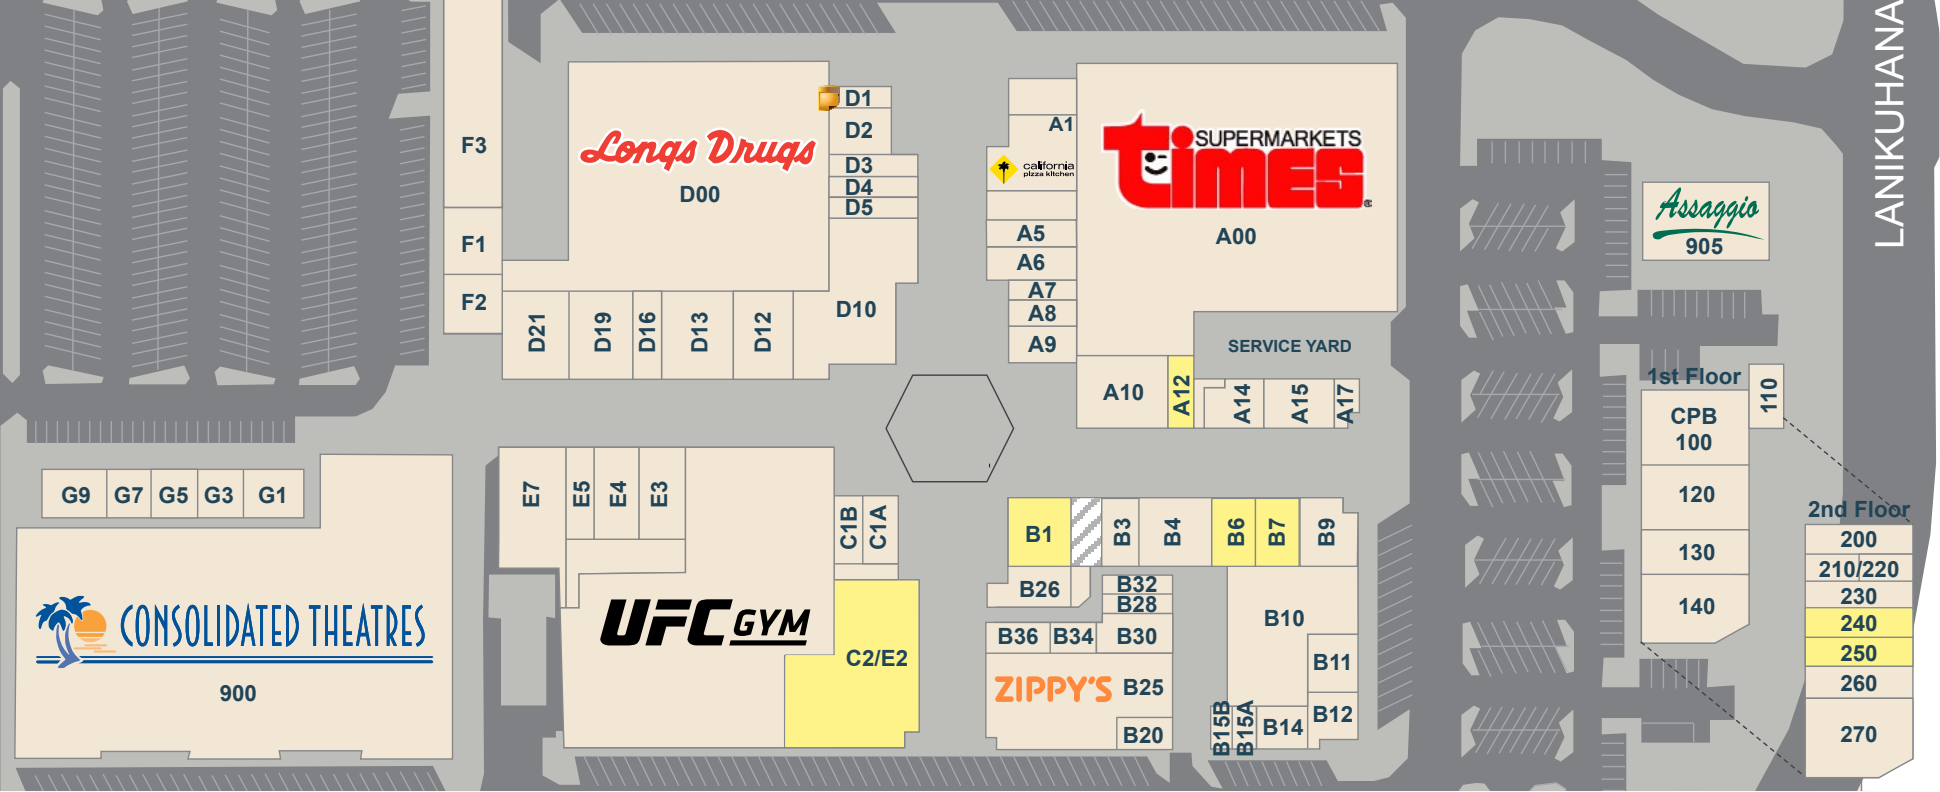 LANIKUHANA
F3
F1
F2
Longs Drugs
D00
D1
D2
D3
D4
D5
D10
D21
D19
D16
D13
D12
A1
california
pizza kitchen
A5
A6
A7
A8
A9
SUPERMARKETS
times
®
A00
SERVICE YARD
A10
A12
A14
A15
A17
Assaggio
905
1st Floor
110
CPB
100
120
130
140
2nd Floor
200
210/220
230
240
250
260
270
G9
G7
G5
G3
G1
CONSOLIDATED THEATRES
900
E7
E5
E4
E3
C1B
C1A
UFC GYM
C2/E2
B1
B3
B4
B6
B7
B9
B26
B32
B28
B36
B34
B30
B10
B11
ZIPPY'S
B25
B20
B15B
B15A
B14
B12